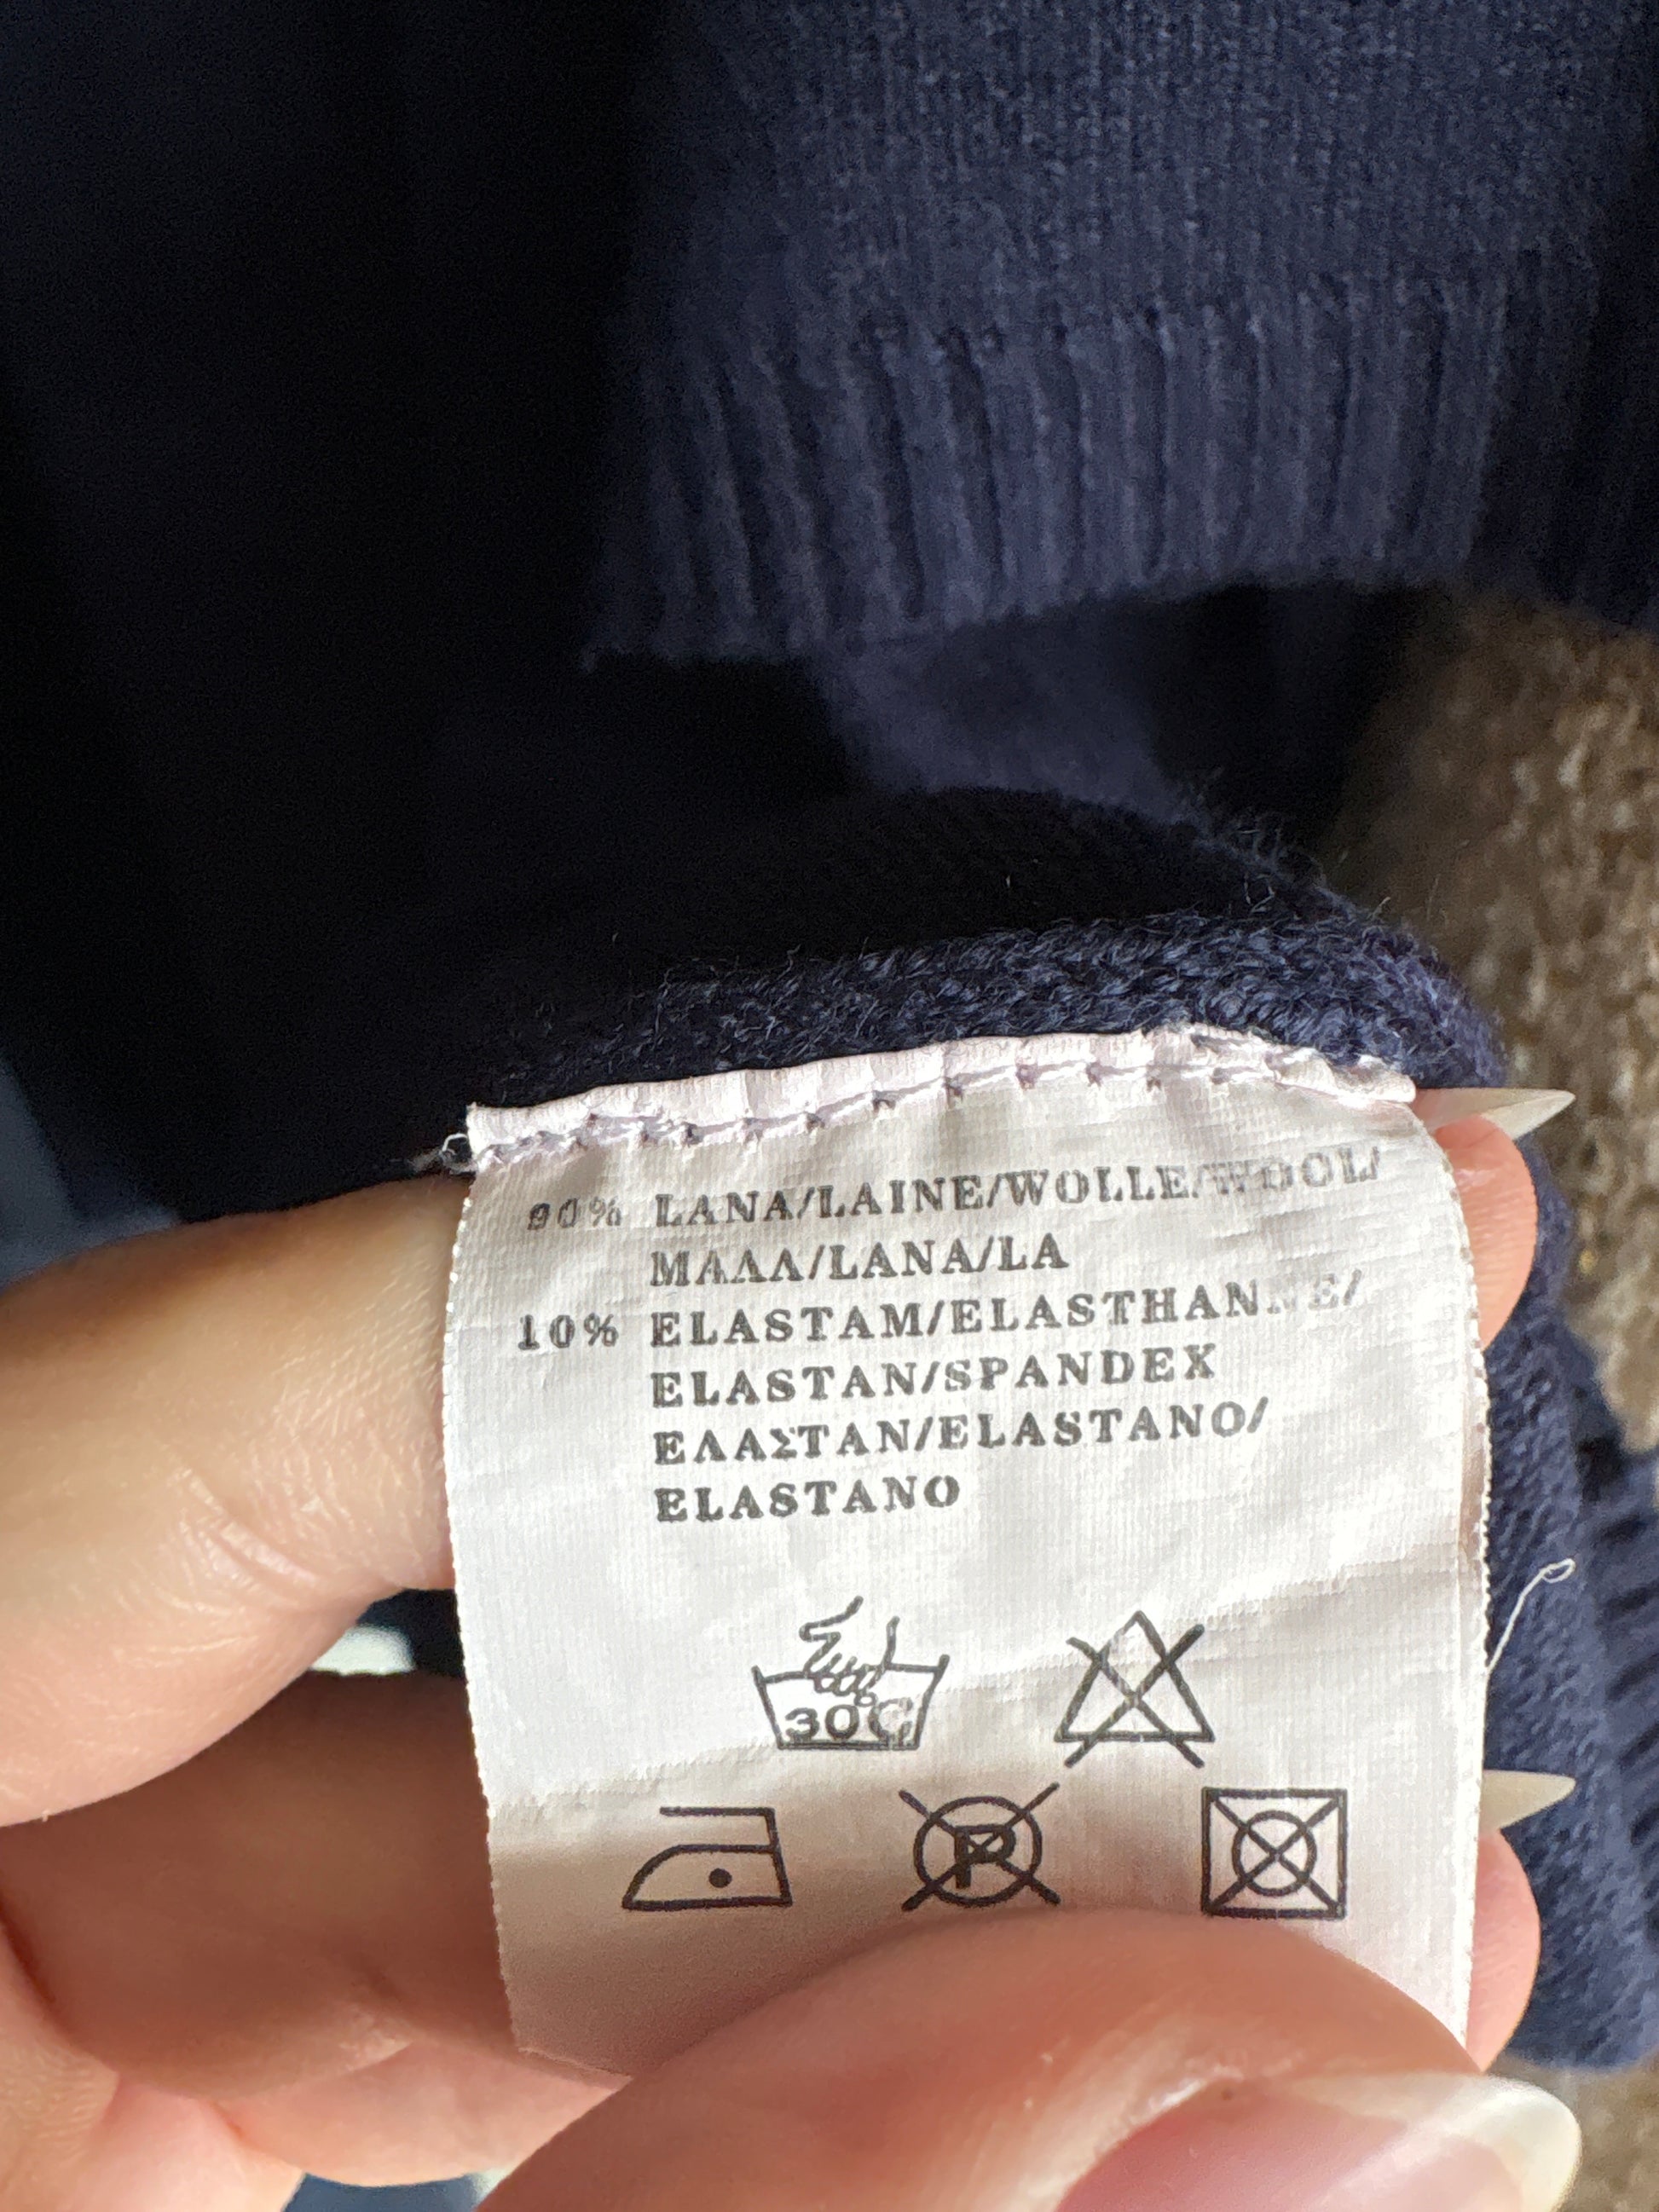 90% LANA/LAINE/WOLLE/WOOL/
ΜΑΛΛ/LANA/LA
10% ELASTAM/ELASTHANNE/
ELASTAN/SPANDEX
ΕΛΑΣΤΑΝ/ELASTANO/
ELASTANO
30°C
P